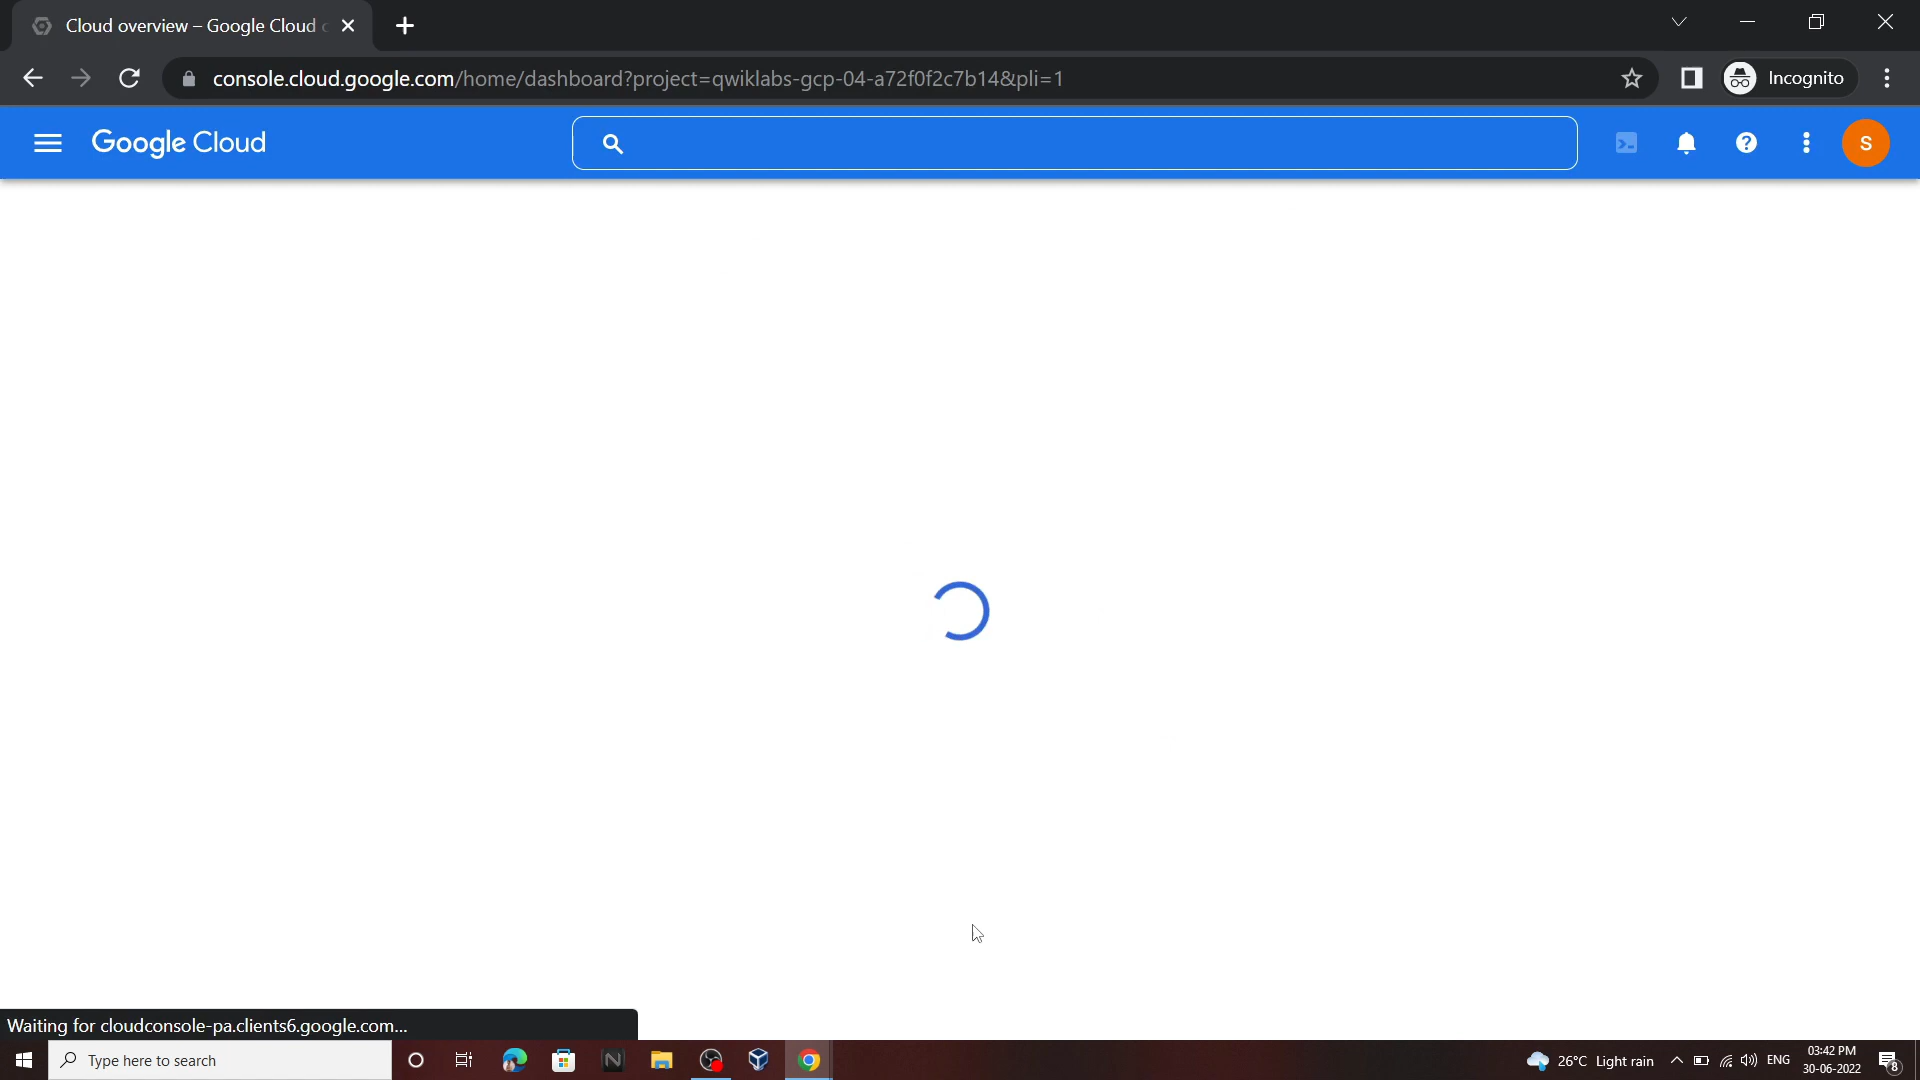 Cloud overview – Google Cloud
console.cloud.google.com/home/dashboard?project=qwiklabs-gcp-04-a72f0f2c7b14&pli=1
Incognito
Google Cloud
S
Waiting for cloudconsole-pa.clients6.google.com...
Type here to search
26°C Light rain
ENG
03:42 PM
30-06-2022
8